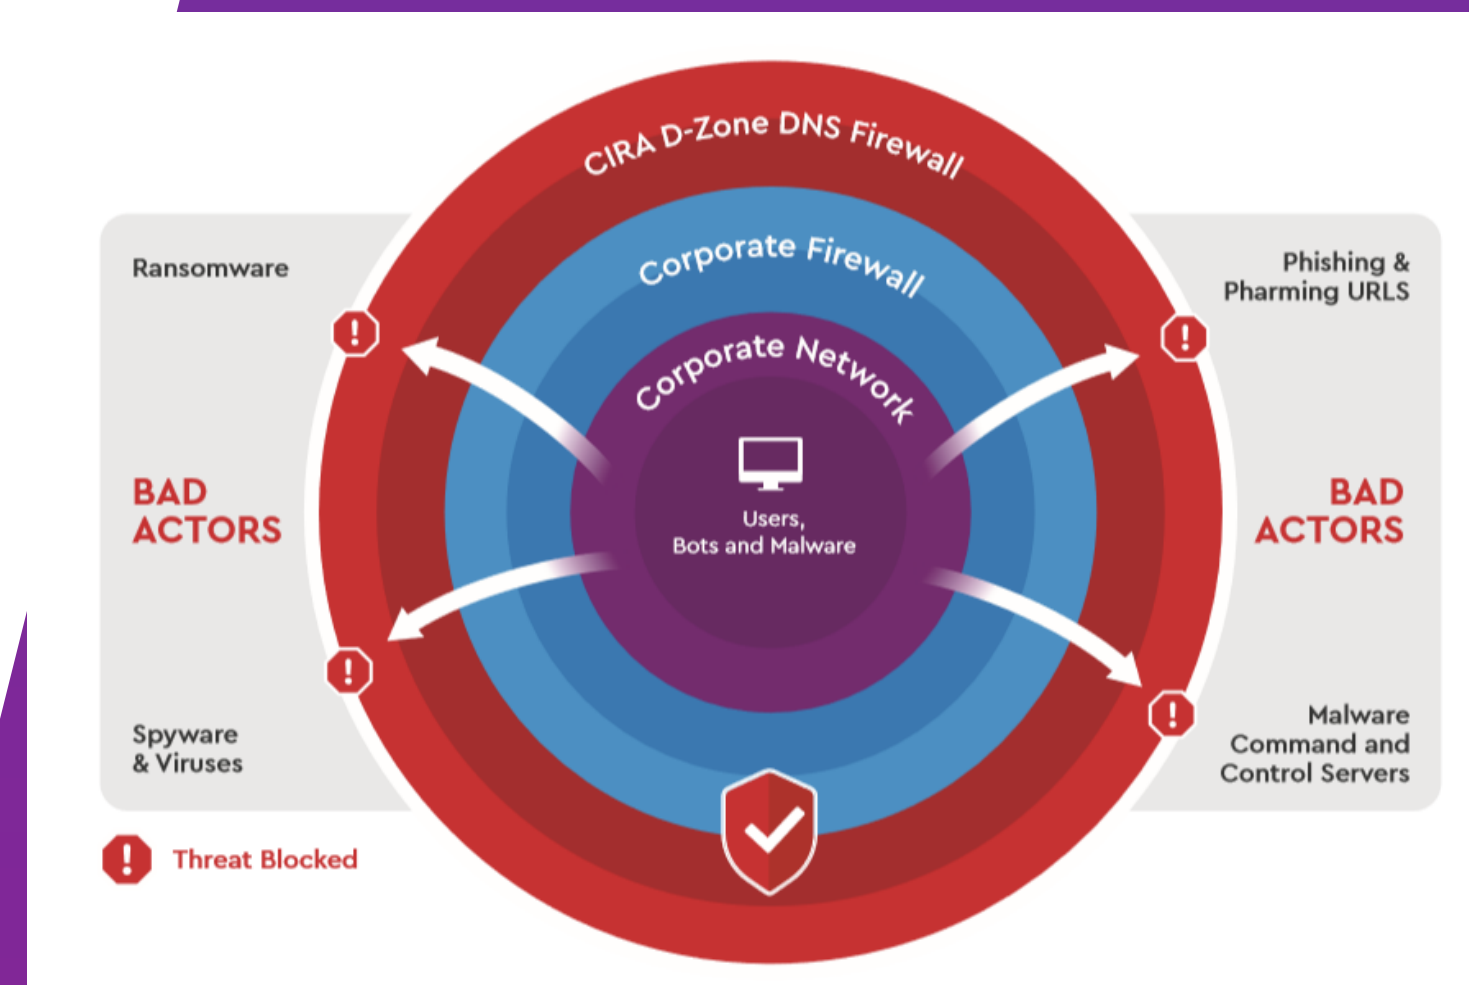 CIRA D-Zone DNS Firewall
Corporate Firewall
Corporate Network
Users,
Bots and Malware
Ransomware
BAD
ACTORS
Spyware
& Viruses
Phishing &
Pharming URLS
BAD
ACTORS
Malware
Command and
Control Servers
! Threat Blocked
!
!
!
!